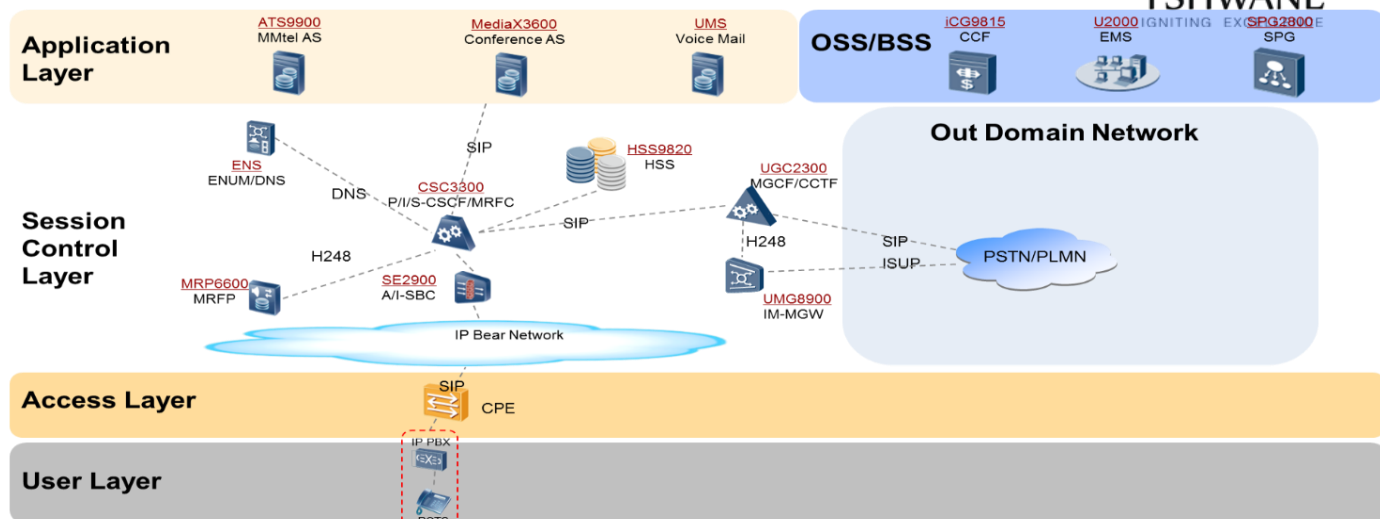 TSHWANE
IGNITING
Application
Layer
ATS9900
MMtel AS
MediaX3600
Conference AS
UMS
Voice Mail
OSS/BSS
iCG9815
CCF
U2000
EMS
SPG2800
SPG
Session
Control
Layer
ENS
ENUM/DNS
DNS
SIP
CSC3300
P/I/S-CSCF/MRFC
HSS9820
HSS
SIP
UGC2300
MGCF/CCTF
H248
H248
MRP6600
MRFP
SE2900
A/I-SBC
UMG8900
IM-MGW
IP Bear Network
Out Domain Network
SIP
ISUP
PSTN/PLMN
Access Layer
SIP
CPE
User Layer
IP PBX